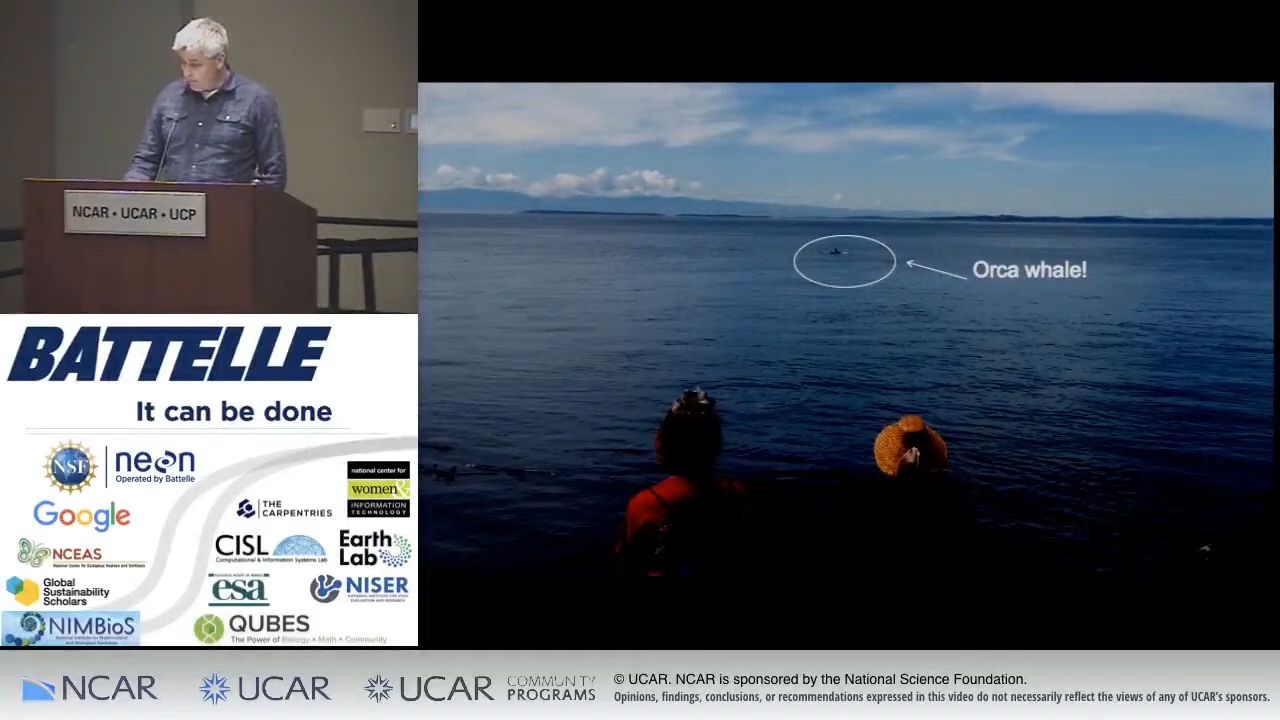 NCAR • UCAR • UCP
Orca whale!
BATTELLE
It can be done
NSF
neon
Operated by Battelle
national center for
women &
INFORMATION
TECHNOLOGY
Google
THE
CARPENTRIES
NCEAS
CISL
Computational & Information Systems Lab
Earth
Lab
Global
Sustainability
Scholars
esa
NISER
NIMBioS
QUBES
The Power of Biology × Math × Community
NCAR
UCAR
UCAR
COMMUNITY
PROGRAMS
© UCAR. NCAR is sponsored by the National Science Foundation.
Opinions, findings, conclusions, or recommendations expressed in this video do not necessarily reflect the views of any of UCAR's sponsors.